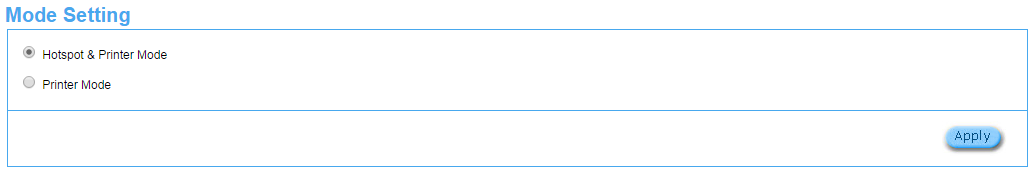 Mode Setting
Hotspot & Printer Mode
Printer Mode
Apply